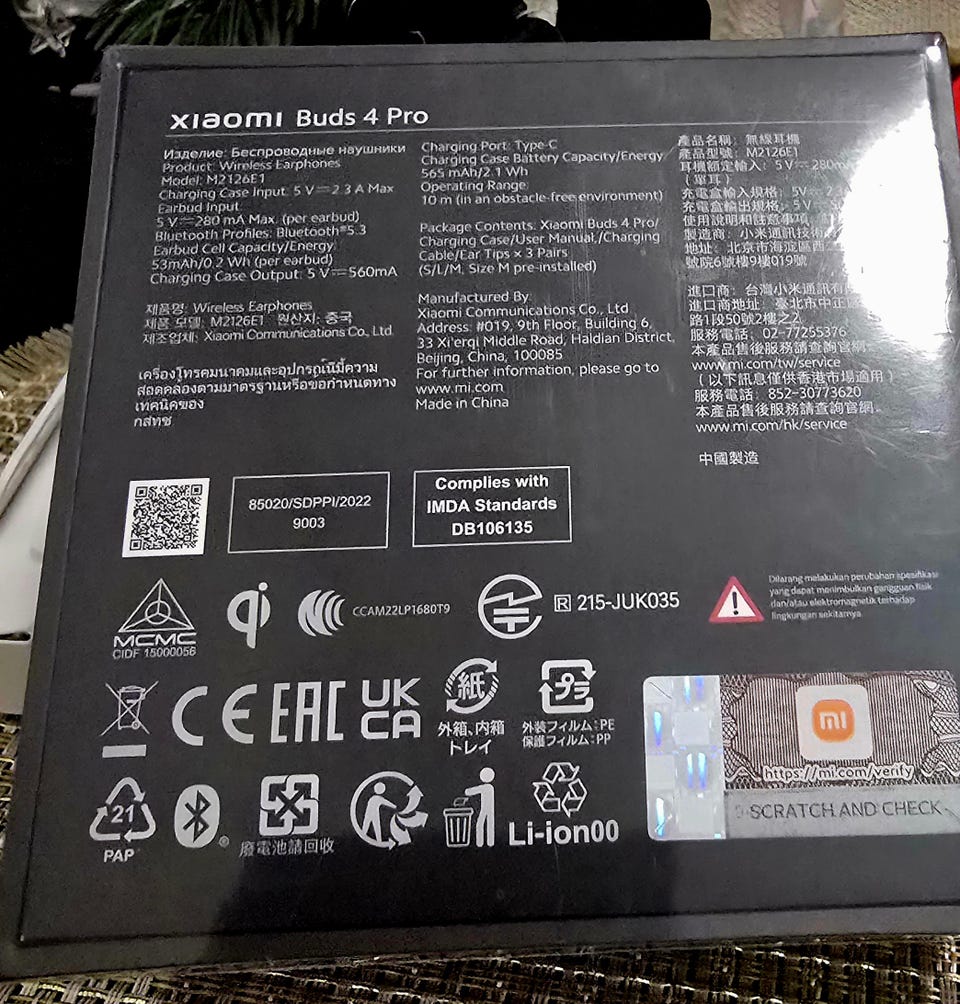 xiaomi Buds 4 Pro
Изделие: Беспроводные наушники
Product: Wireless Earphones
Model: M2126E1
Charging Case Input: 5 V⎓2.3 A Max
Earbud Input:
5 V⎓280 mA Max. (per earbud)
Bluetooth Profiles: Bluetooth®5.3
Earbud Cell Capacity/Energy:
53mAh/0.2 Wh (per earbud)
Charging Case Output: 5 V⎓560mA
제품명: Wireless Earphones
제품 모델: M2126E1 원산지: 중국
제조업체: Xiaomi Communications Co., Ltd.
เครื่องโทรคมนาคมและอุปกรณ์นี้มีความ
สอดคล้องตามมาตรฐานหรือข้อกำหนดทาง
เทคนิคของ
กสทช
Charging Port: Type-C
Charging Case Battery Capacity/Energy:
565 mAh/2.1 Wh
Operating Range:
10 m (in an obstacle-free environment)
Package Contents: Xiaomi Buds 4 Pro/
Charging Case/User Manual/Charging
Cable/Ear Tips × 3 Pairs
(S/L/M, Size M pre-installed)
Manufactured By:
Xiaomi Communications Co., Ltd
Address: #019, 9th Floor, Building 6,
33 Xi'erqi Middle Road, Haidian District,
Beijing, China, 100085
For further information, please go to
www.mi.com
Made in China
產品名稱: 無線耳機
產品型號: M2126E1
耳機額定輸入: 5V⎓280m
(單耳)
充電盒輸入規格: 5V⎓2.3
充電盒輸出規格: 5V⎓5
使用說明和註意事項
製造商: 小米通訊技術
地址: 北京市海淀區西
號院6號樓9樓019號
進口商: 台灣小米通訊有
進口商地址: 臺北市中正
路1段50號2樓之2
服務電話: 02-77255376
本產品售後服務請查詢官網
www.mi.com/tw/service
(以下訊息僅供香港市場適用)
服務電話: 852-30773620
本產品售後服務請查詢官網
www.mi.com/hk/service
中國製造
85020/SDPPI/2022
9003
Complies with
IMDA Standards
DB106135
MCMC
CIDF 15000056
qi
CCAM22LP1680T9
R 215-JUK035
Dilarang melakukan perubahan spesifikasi
yang dapat menimbulkan gangguan fisik
dan/atau elektromagnetik terhadap
lingkungan sekitarnya
CE EAC UK
CA
紙
外箱、内箱
トレイ
プラ
外装フィルム:PE
保護フィルム:PP
mi
https://mi.com/verify
SCRATCH AND CHECK
21
PAP
廢電池請回收
Li-ion00